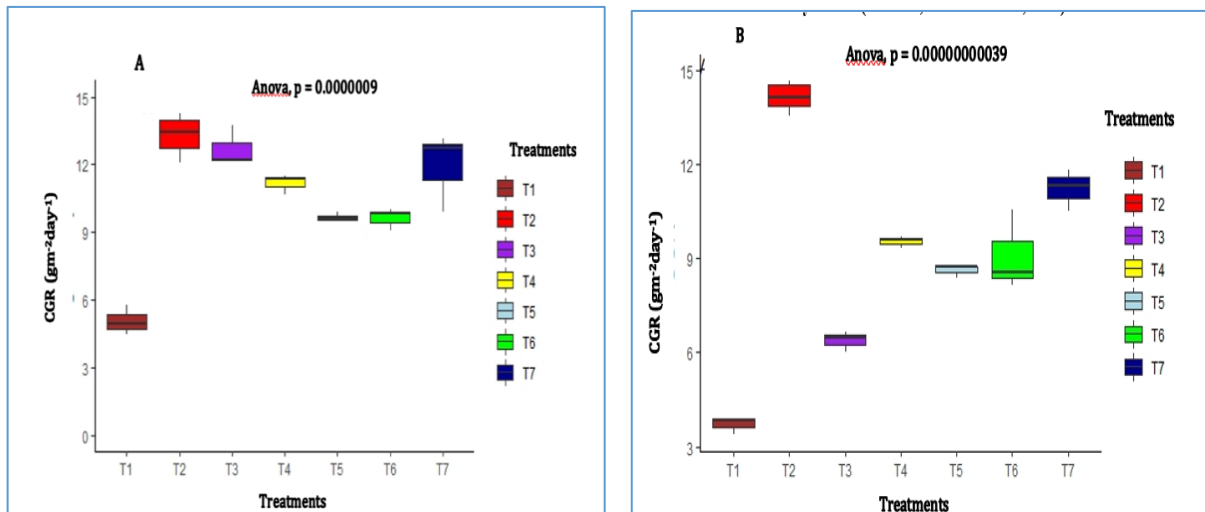 A
Anova, p = 0.0000009
CGR (gm-²day-¹)
15
12
9
6
3
0
T1 T2 T3 T4 T5 T6 T7
Treatments
Treatments
T1
T2
T3
T4
T5
T6
T7
B
Anova, p = 0.00000000039
CGR (gm-²day-¹)
15
12
9
6
3
T1 T2 T3 T4 T5 T6 T7
Treatments
Treatments
T1
T2
T3
T4
T5
T6
T7